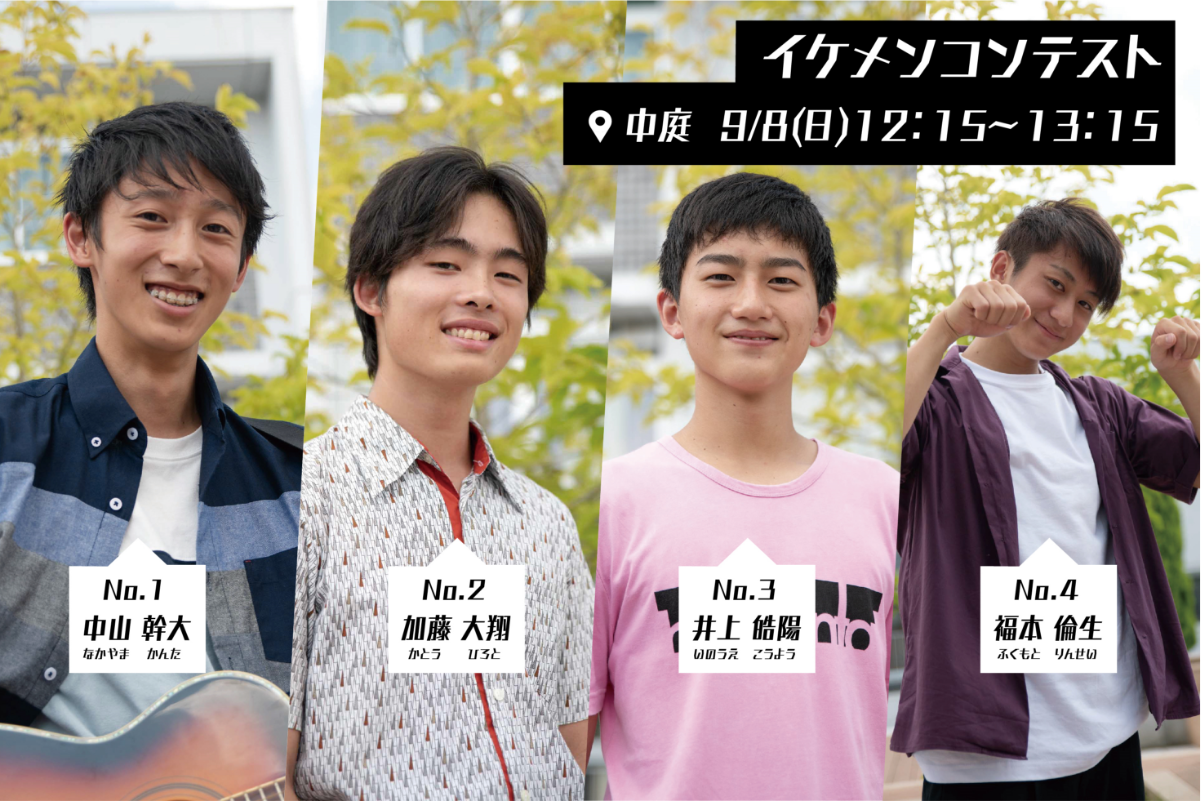 イケメンコンテスト
中庭 9/8(日)12:15~13:15
No.1
中山 幹大
なかやま かんた
No.2
加藤 大翔
かとう ひろと
No.3
井上 皓陽
いのうえ こうよう
No.4
福本 倫生
ふくもと りんせい